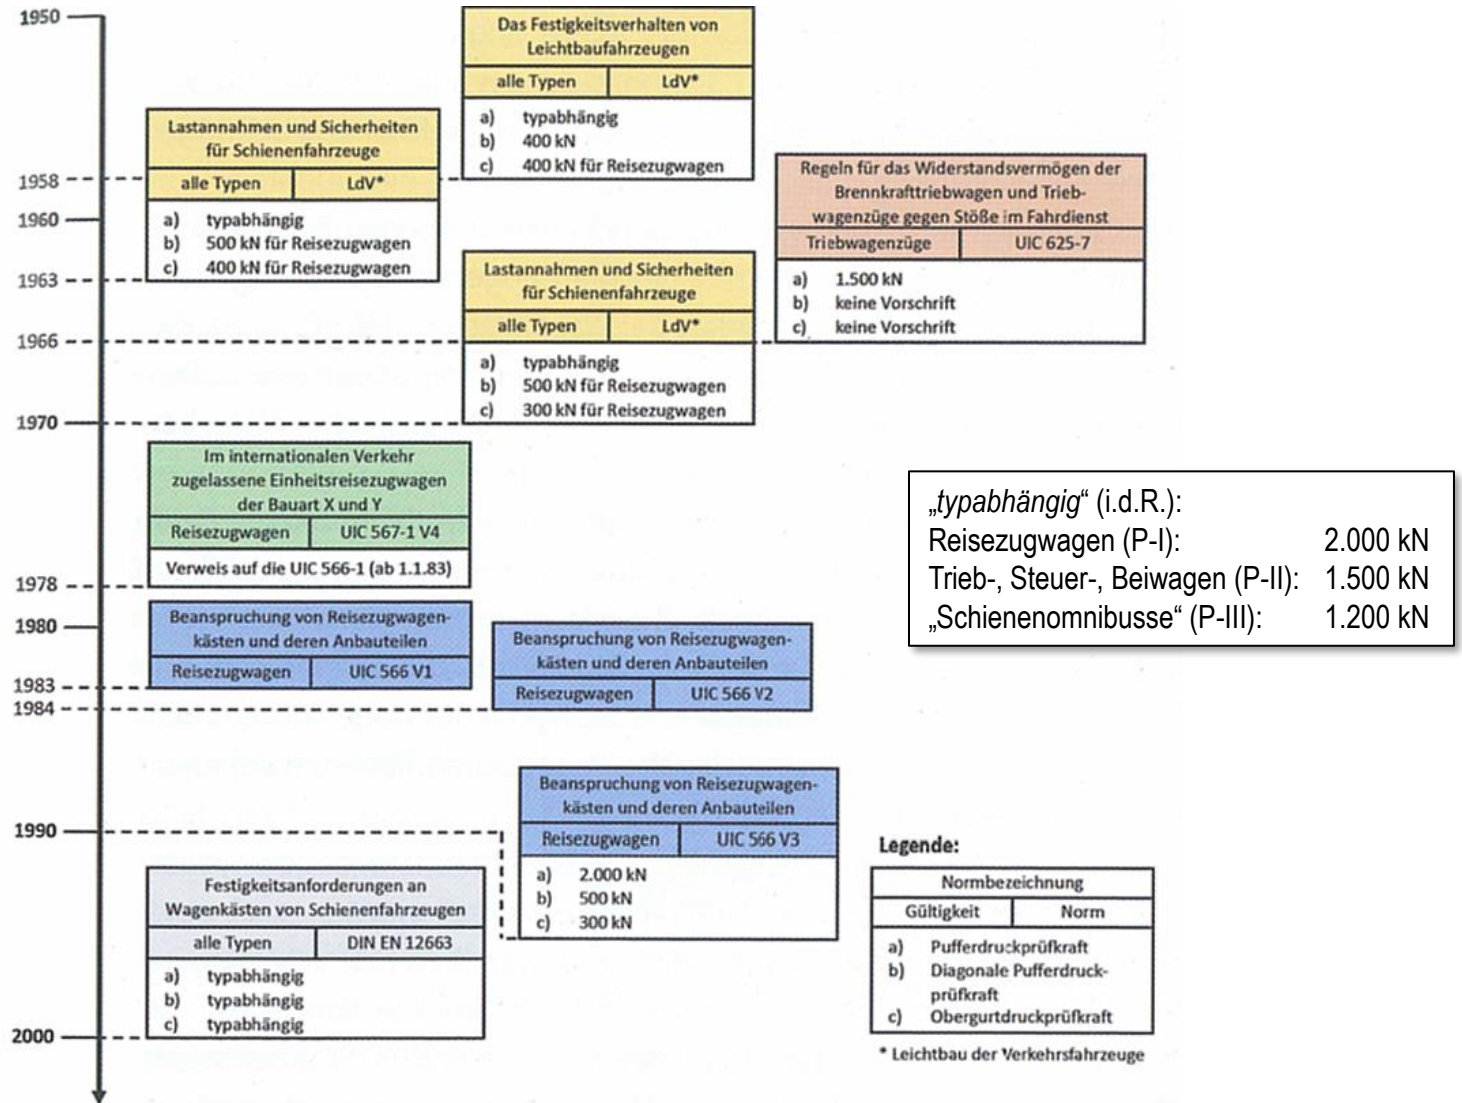 1950
Das Festigkeitsverhalten von
Leichtbaufahrzeugen
alle Typen LdV*
a) typabhängig
b) 400 kN
c) 400 kN für Reisezugwagen
1958
Lastannahmen und Sicherheiten
für Schienenfahrzeuge
alle Typen LdV*
a) typabhängig
b) 500 kN für Reisezugwagen
c) 400 kN für Reisezugwagen
1960
1963
Regeln für das Widerstandsvermögen der
Brennkrafttriebwagen und Trieb-
wagenzüge gegen Stöße im Fahrdienst
Triebwagenzüge UIC 625-7
a) 1.500 kN
b) keine Vorschrift
c) keine Vorschrift
Lastannahmen und Sicherheiten
für Schienenfahrzeuge
alle Typen LdV*
a) typabhängig
b) 500 kN für Reisezugwagen
c) 300 kN für Reisezugwagen
1966
1970
Im internationalen Verkehr
zugelassene Einheitsreisezugwagen
der Bauart X und Y
Reisezugwagen UIC 567-1 V4
Verweis auf die UIC 566-1 (ab 1.1.83)
1978
„typabhängig“ (i.d.R.):
Reisezugwagen (P-I): 2.000 kN
Trieb-, Steuer-, Beiwagen (P-II): 1.500 kN
„Schienenomnibusse“ (P-III): 1.200 kN
1980
Beanspruchung von Reisezugwagen-
kästen und deren Anbauteilen
Reisezugwagen UIC 566 V1
1983
Beanspruchung von Reisezugwagen-
kästen und deren Anbauteilen
Reisezugwagen UIC 566 V2
1984
1990
Beanspruchung von Reisezugwagen-
kästen und deren Anbauteilen
Reisezugwagen UIC 566 V3
a) 2.000 kN
b) 500 kN
c) 300 kN
Festigkeitsanforderungen an
Wagenkästen von Schienenfahrzeugen
alle Typen DIN EN 12663
a) typabhängig
b) typabhängig
c) typabhängig
2000
Legende:
Normbezeichnung
Gültigkeit Norm
a) Pufferdruckprüfkraft
b) Diagonale Pufferdruck-
prüfkraft
c) Obergurtdruckprüfkraft
* Leichtbau der Verkehrsfahrzeuge